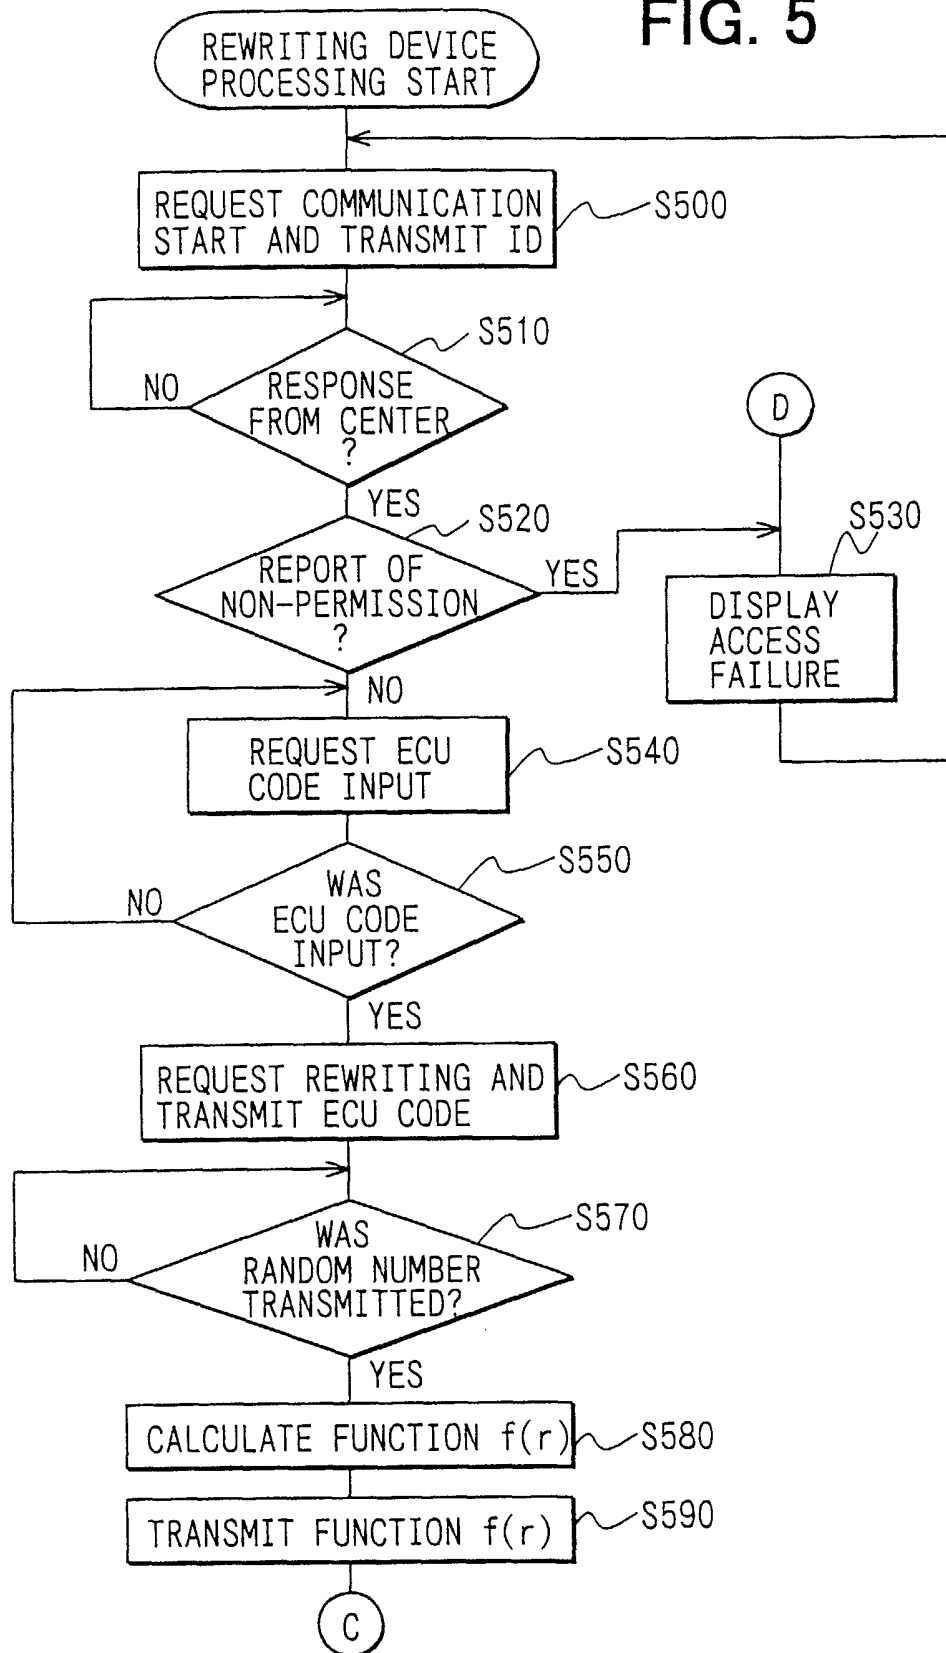 FIG. 5
REWRITING DEVICE
PROCESSING START
REQUEST COMMUNICATION
START AND TRANSMIT ID
S500
S510
NO
RESPONSE
FROM CENTER
?
YES
S520
REPORT OF
NON-PERMISSION
?
YES
D
S530
DISPLAY
ACCESS
FAILURE
NO
REQUEST ECU
CODE INPUT
S540
S550
NO
WAS
ECU CODE
INPUT?
YES
REQUEST REWRITING AND
TRANSMIT ECU CODE
S560
S570
NO
WAS
RANDOM NUMBER
TRANSMITTED?
YES
CALCULATE FUNCTION f(r)
S580
TRANSMIT FUNCTION f(r)
S590
C